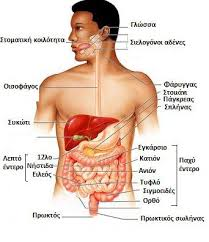 Γλώσσα
Στοματική κοιλότητα
Σιελογόνοι αδένες
Οισοφάγος
Φάρυγγας
Στομάχι
Πάγκρεας
Σπλήνας
Συκώτι
Εγκάρσιο
Λεπτό
έντερο
12λο
Νήστιδα
Ειλεός
Κατιόν
Ανιόν
Τυφλό
Σιγμοειδές
Ορθό
Παχύ
έντερο
Πρωκτός
Πρωκτικός σωλήνας